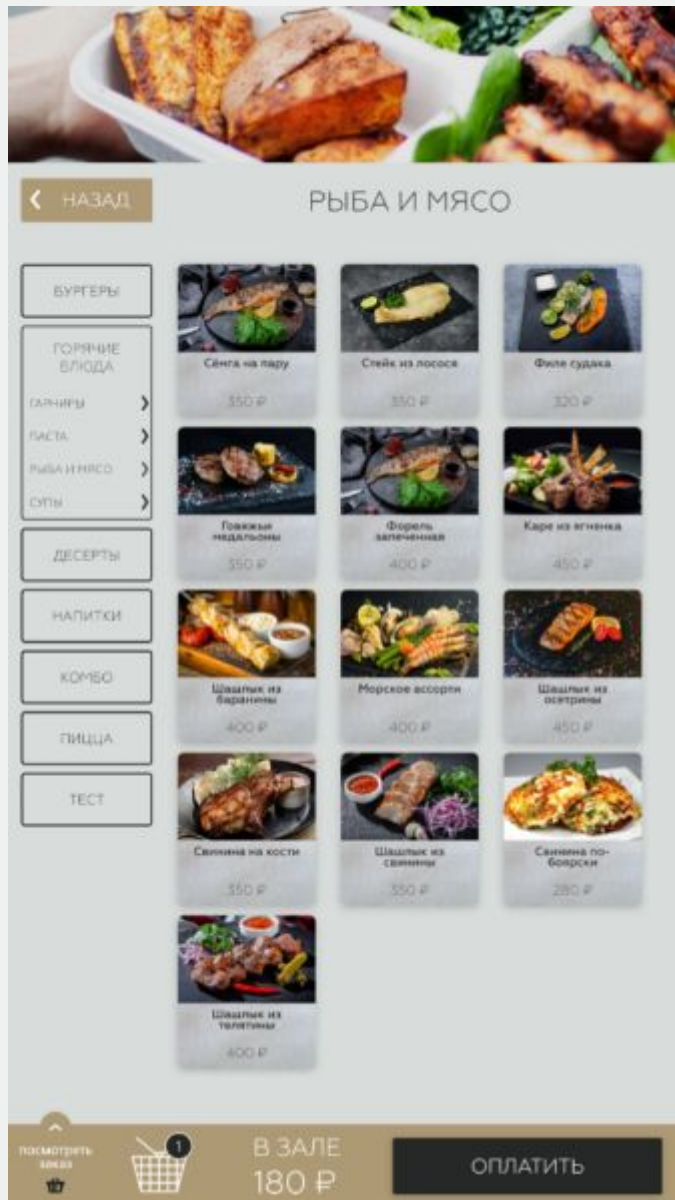 НАЗАД
РЫБА И МЯСО
БУРГЕРЫ
ГОРЯЧИЕ
БЛЮДА
ГАРНИРЫ
ПАСТА
РЫБА И МЯСО
СУПЫ
ДЕСЕРТЫ
НАПИТКИ
КОМБО
ПИЦЦА
ТЕСТ
Сёмга на пару
350 ₽
Стейк из лосося
350 ₽
Филе судака
320 ₽
Говяжьи
медальоны
350 ₽
Форель
запеченная
400 ₽
Каре из ягненка
450 ₽
Шашлык из
баранины
400 ₽
Морское ассорти
400 ₽
Шашлык из
осетрины
450 ₽
Свинина на кости
350 ₽
Шашлык из
свинины
350 ₽
Свинина по-
боярски
280 ₽
Шашлык из
телятины
400 ₽
посмотреть
заказ
1
В ЗАЛЕ
180 ₽
ОПЛАТИТЬ